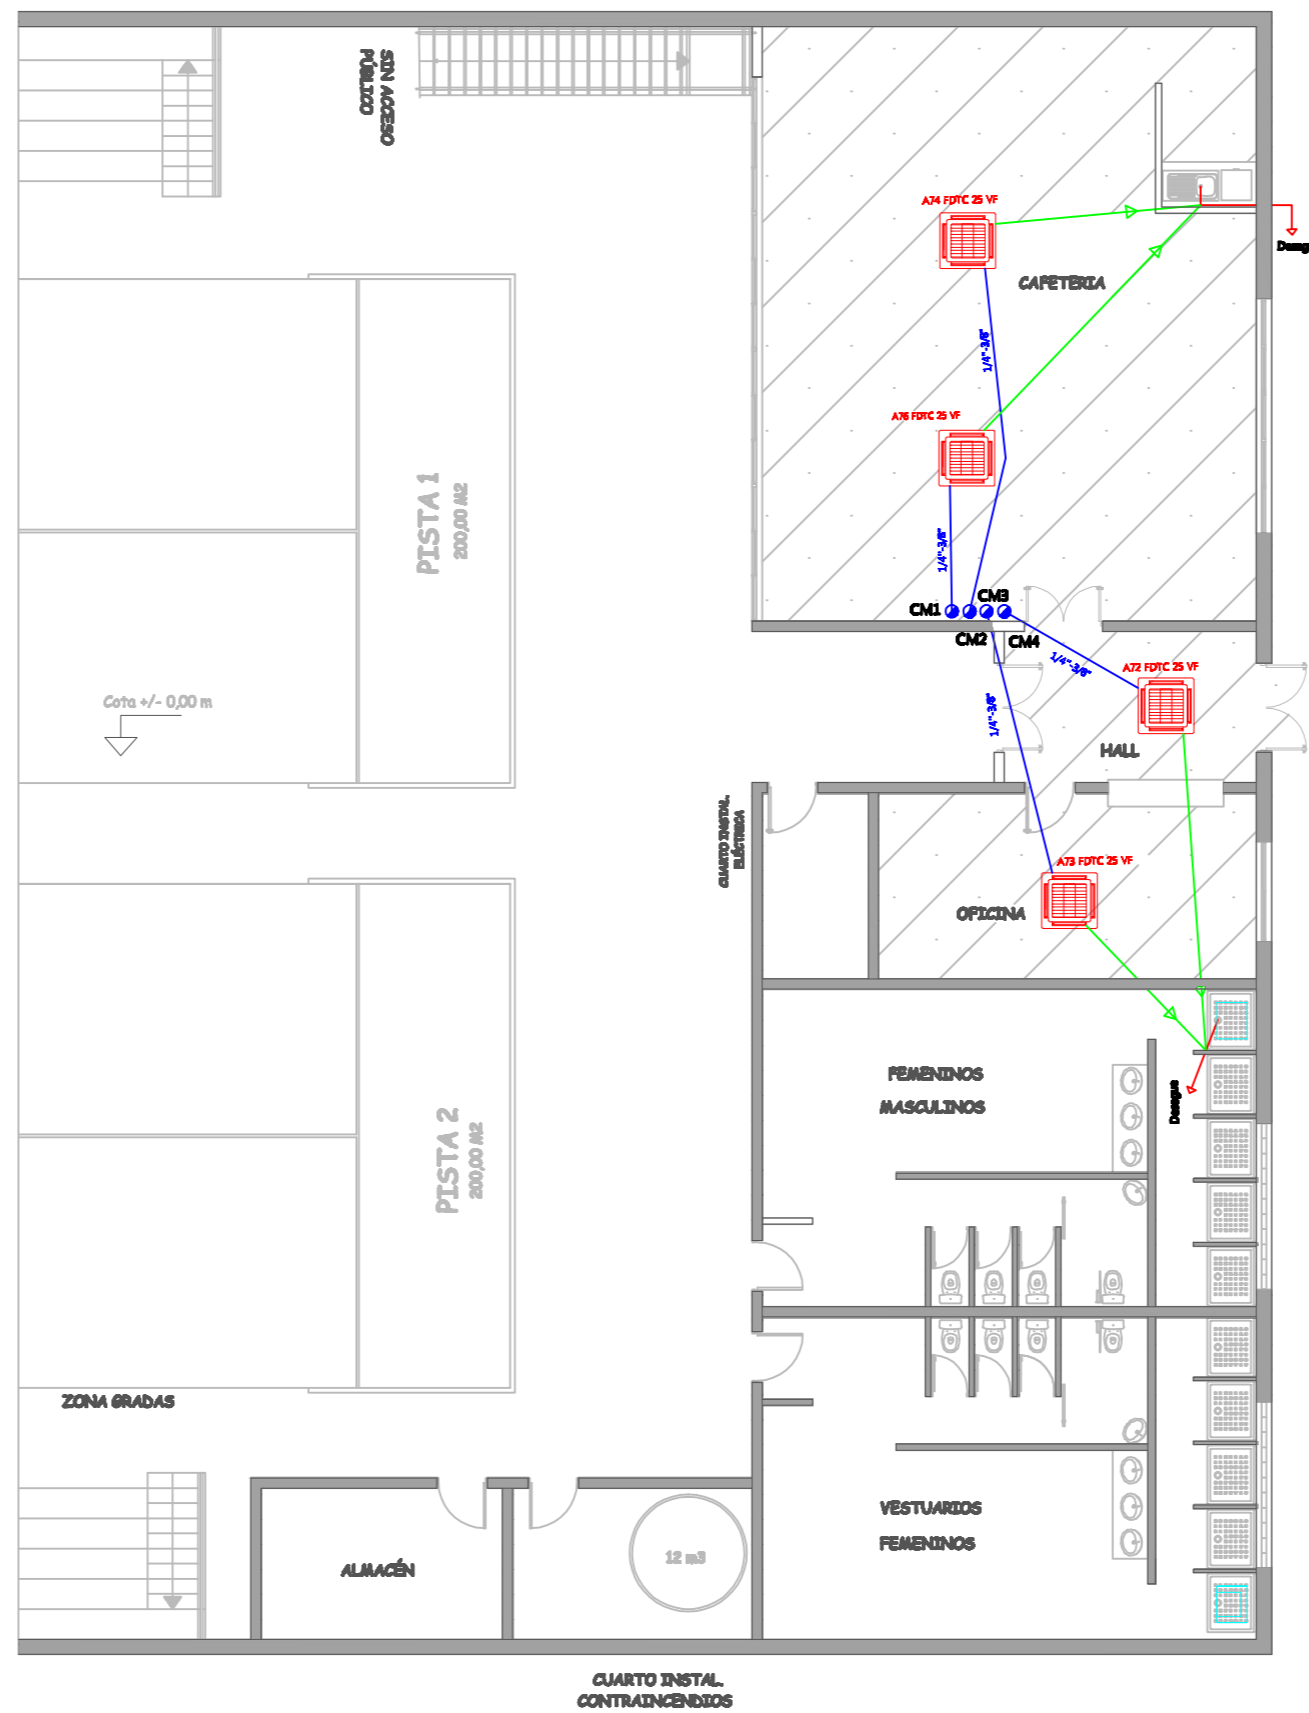 SIN ACCESO
PÚBLICO
A74 FDTC 25 VF
Desag
CAFETERIA
1/4"-3/8"
A76 FDTC 25 VF
PISTA 1
200,00 M2
1/4"-3/8"
CM1
CM3
CM2
CM4
1/4"-3/8"
A72 FDTC 25 VF
Cota +/- 0,00 m
1/4"-3/8"
HALL
CUARTO INSTAL.
ELÉCTRICA
A73 FDTC 25 VF
OFICINA
FEMENINOS
MASCULINOS
Desague
PISTA 2
200,00 M2
ZONA GRADAS
VESTUARIOS
FEMENINOS
12 m3
ALMACÉN
CUARTO INSTAL.
CONTRAINCENDIOS